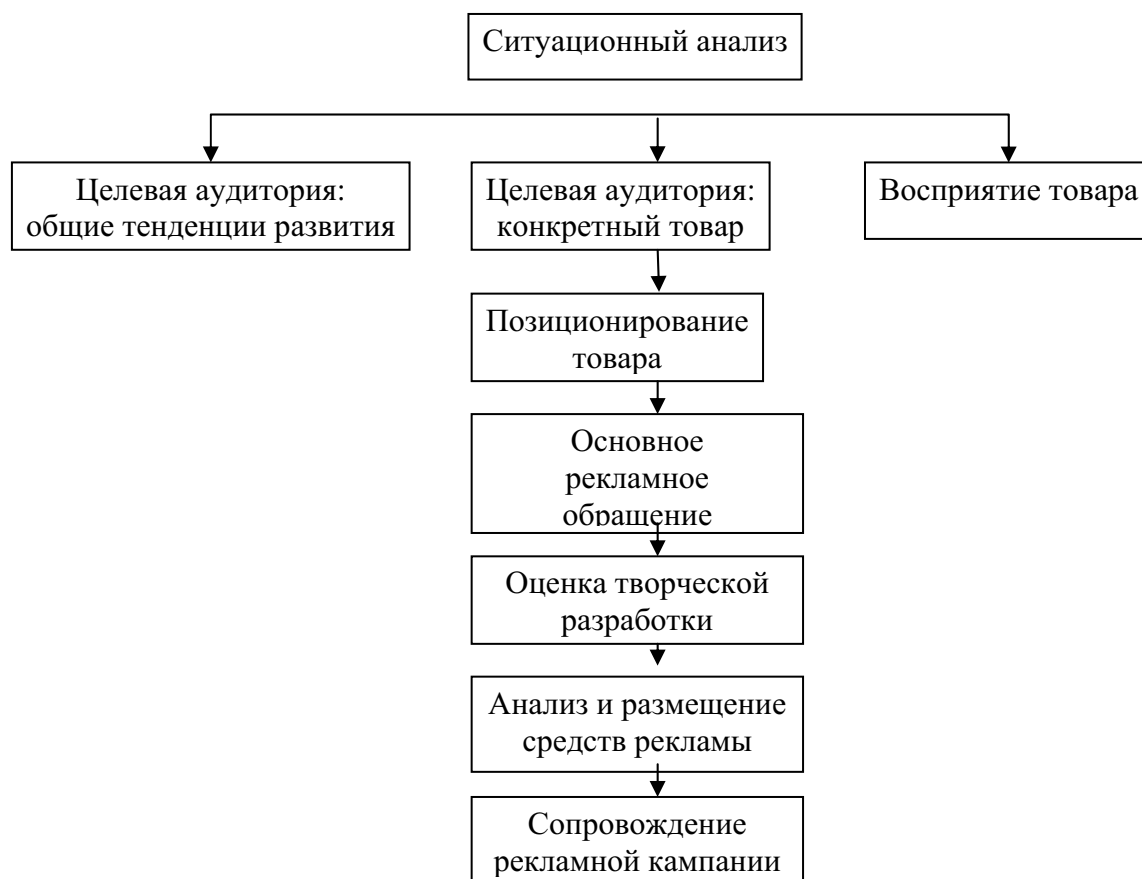 Ситуационный анализ
Целевая аудитория:
общие тенденции развития
Целевая аудитория:
конкретный товар
Восприятие товара
Позиционирование
товара
Основное
рекламное
обращение
Оценка творческой
разработки
Анализ и размещение
средств рекламы
Сопровождение
рекламной кампании